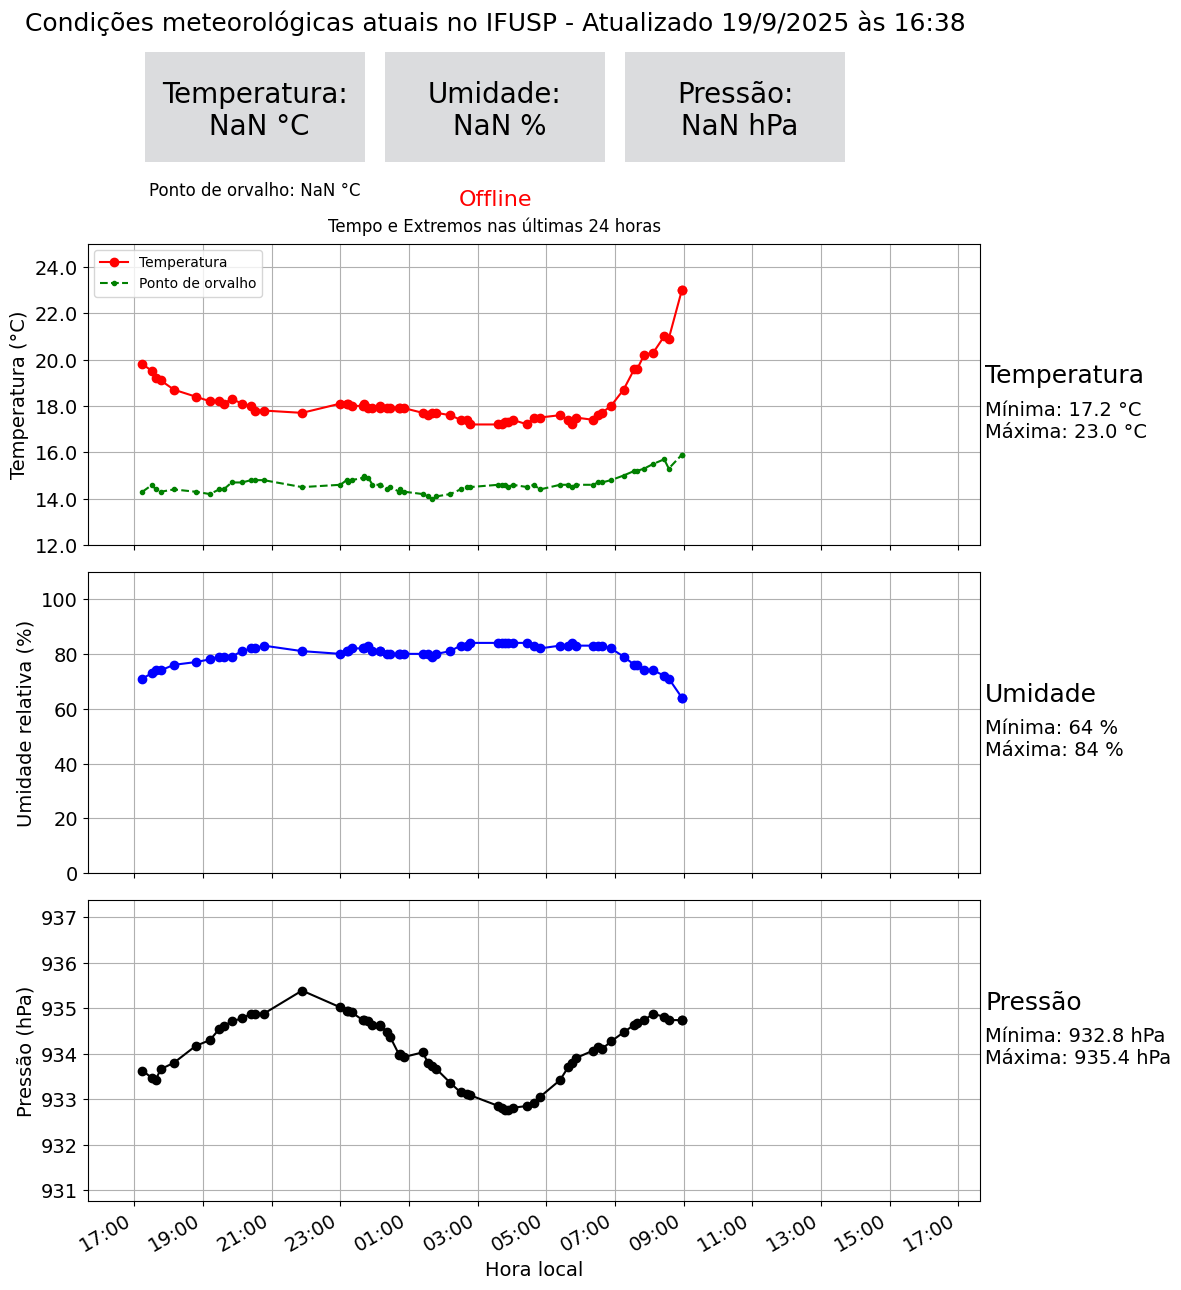 Condições meteorológicas atuais no IFUSP - Atualizado 19/9/2025 às 16:38
Temperatura:
NaN °C
Umidade:
NaN %
Pressão:
NaN hPa
Ponto de orvalho: NaN °C
Offline
Tempo e Extremos nas últimas 24 horas
Temperatura
Ponto de orvalho
Temperatura (°C)
24.0
22.0
20.0
18.0
16.0
14.0
12.0
Temperatura
Mínima: 17.2 °C
Máxima: 23.0 °C
Umidade relativa (%)
100
80
60
40
20
0
Umidade
Mínima: 64 %
Máxima: 84 %
Pressão (hPa)
937
936
935
934
933
932
931
Pressão
Mínima: 932.8 hPa
Máxima: 935.4 hPa
17:00 19:00 21:00 23:00 01:00 03:00 05:00 07:00 09:00 11:00 13:00 15:00 17:00
Hora local